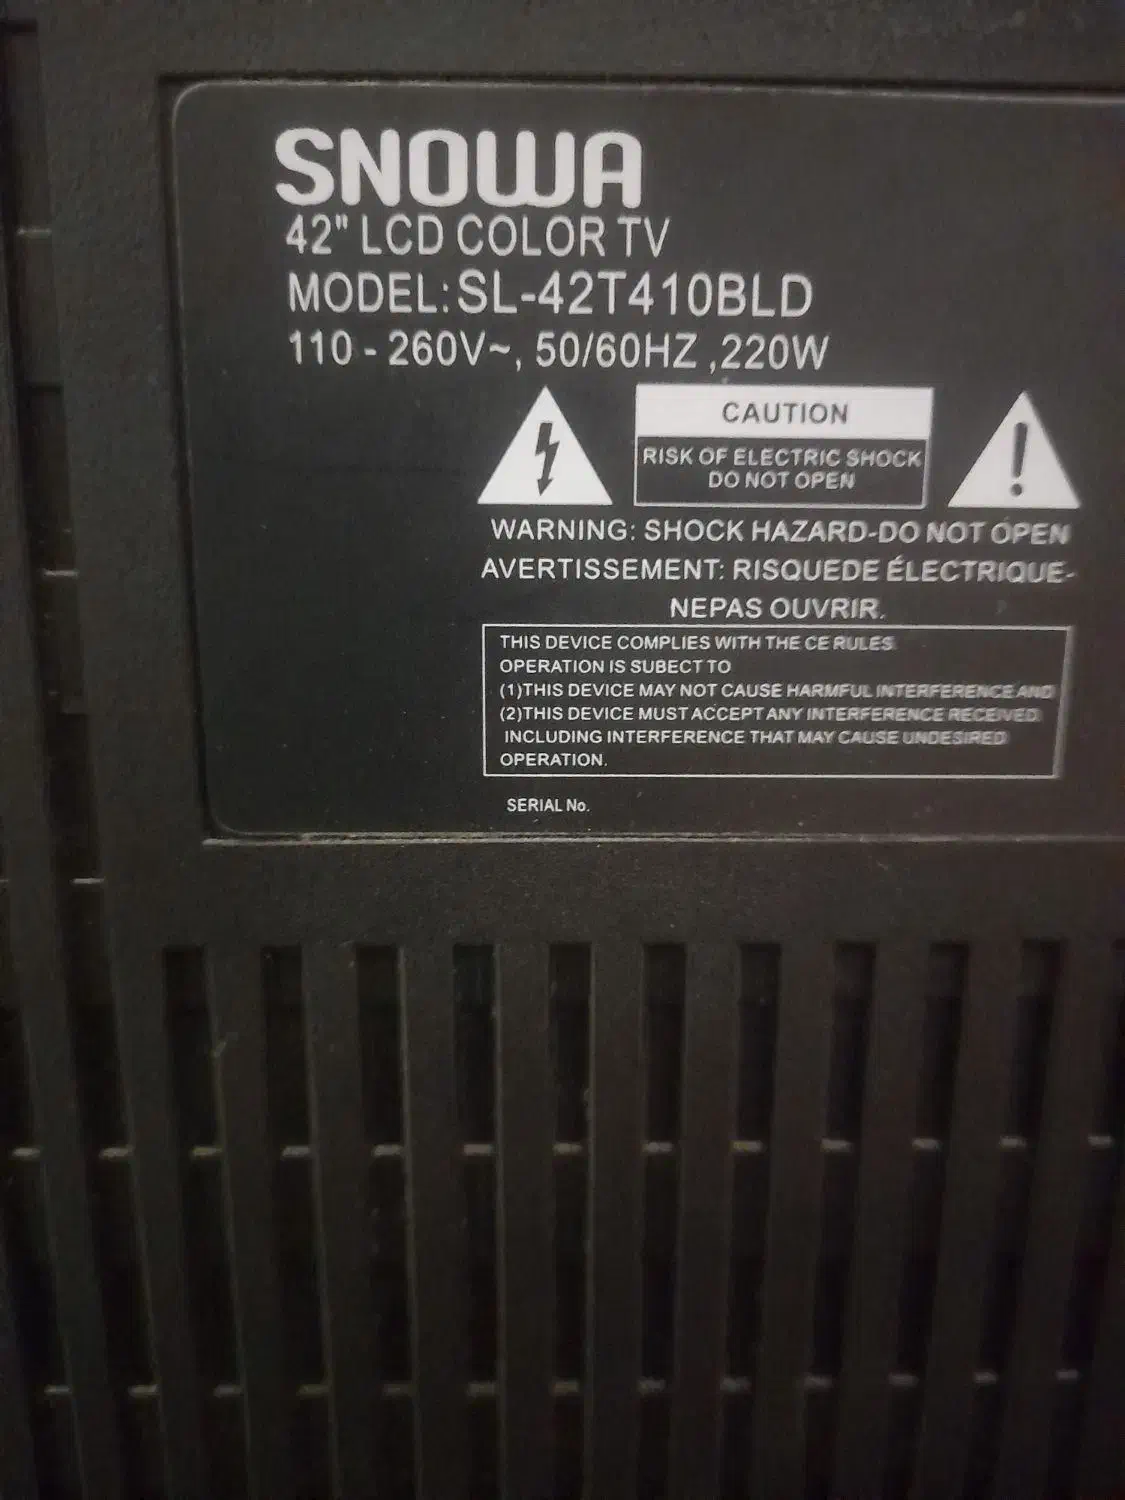 SNOWA
42" LCD COLOR TV
MODEL:SL-42T410BLD
110 - 260V~, 50/60HZ ,220W
CAUTION
RISK OF ELECTRIC SHOCK
DO NOT OPEN
WARNING: SHOCK HAZARD-DO NOT OPEN
AVERTISSEMENT: RISQUEDE ÉLECTRIQUE-
NEPAS OUVRIR.
THIS DEVICE COMPLIES WITH THE CE RULES
OPERATION IS SUBECT TO
(1)THIS DEVICE MAY NOT CAUSE HARMFUL INTERFERENCE AND
(2)THIS DEVICE MUST ACCEPT ANY INTERFERENCE RECEIVED
INCLUDING INTERFERENCE THAT MAY CAUSE UNDESIRED
OPERATION.
SERIAL No.